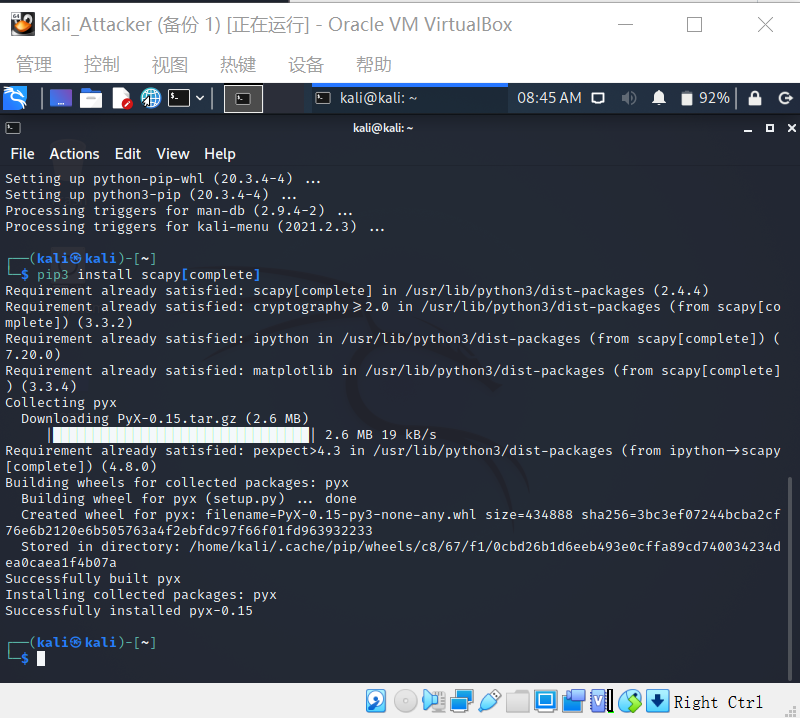 Kali_Attacker (备份 1) [正在运行] - Oracle VM VirtualBox
管理 控制 视图 热键 设备 帮助
kali@kali: ~ 08:45 AM 92%
kali@kali: ~
File Actions Edit View Help
Setting up python-pip-whl (20.3.4-4) ...
Setting up python3-pip (20.3.4-4) ...
Processing triggers for man-db (2.9.4-2) ...
Processing triggers for kali-menu (2021.2.3) ...
┌──(kali㉿kali)-[~]
└─$ pip3 install scapy[complete]
Requirement already satisfied: scapy[complete] in /usr/lib/python3/dist-packages (2.4.4)
Requirement already satisfied: cryptography≥2.0 in /usr/lib/python3/dist-packages (from scapy[co
mplete]) (3.3.2)
Requirement already satisfied: ipython in /usr/lib/python3/dist-packages (from scapy[complete]) (
7.20.0)
Requirement already satisfied: matplotlib in /usr/lib/python3/dist-packages (from scapy[complete]
) (3.3.4)
Collecting pyx
Downloading PyX-0.15.tar.gz (2.6 MB)
|████████████████████████████████| 2.6 MB 19 kB/s
Requirement already satisfied: pexpect>4.3 in /usr/lib/python3/dist-packages (from ipython→scapy
[complete]) (4.8.0)
Building wheels for collected packages: pyx
Building wheel for pyx (setup.py) ... done
Created wheel for pyx: filename=PyX-0.15-py3-none-any.whl size=434888 sha256=3bc3ef07244bcba2cf
76e6b2120e6b505763a4f2ebfdc97f66f01fd963932233
Stored in directory: /home/kali/.cache/pip/wheels/c8/67/f1/0cbd26b1d6eeb493e0cffa89cd740034234d
ea0caea1f4b07a
Successfully built pyx
Installing collected packages: pyx
Successfully installed pyx-0.15
┌──(kali㉿kali)-[~]
└─$
Right Ctrl